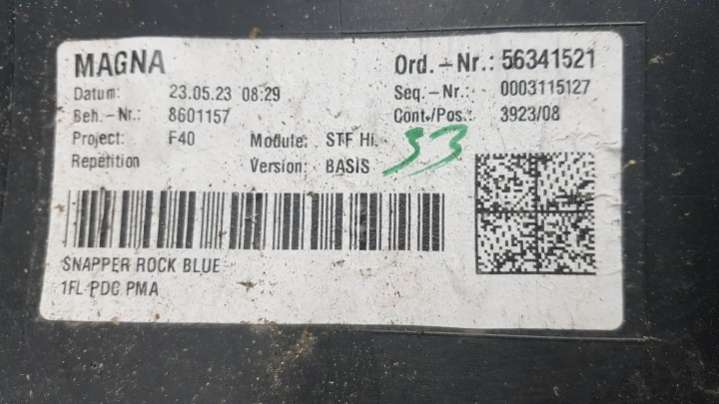 MAGNA
Ord.-Nr.: 56341521
Datum: 23.05.23 08:29
Seq.-Nr.: 0003115127
Beh.-Nr.: 8601157
Cont./Pos.: 3923/08
Project: F40 Module: STF Hi.
33
Repetition Version: BASIS
SNAPPER ROCK BLUE
1FL PDC PMA